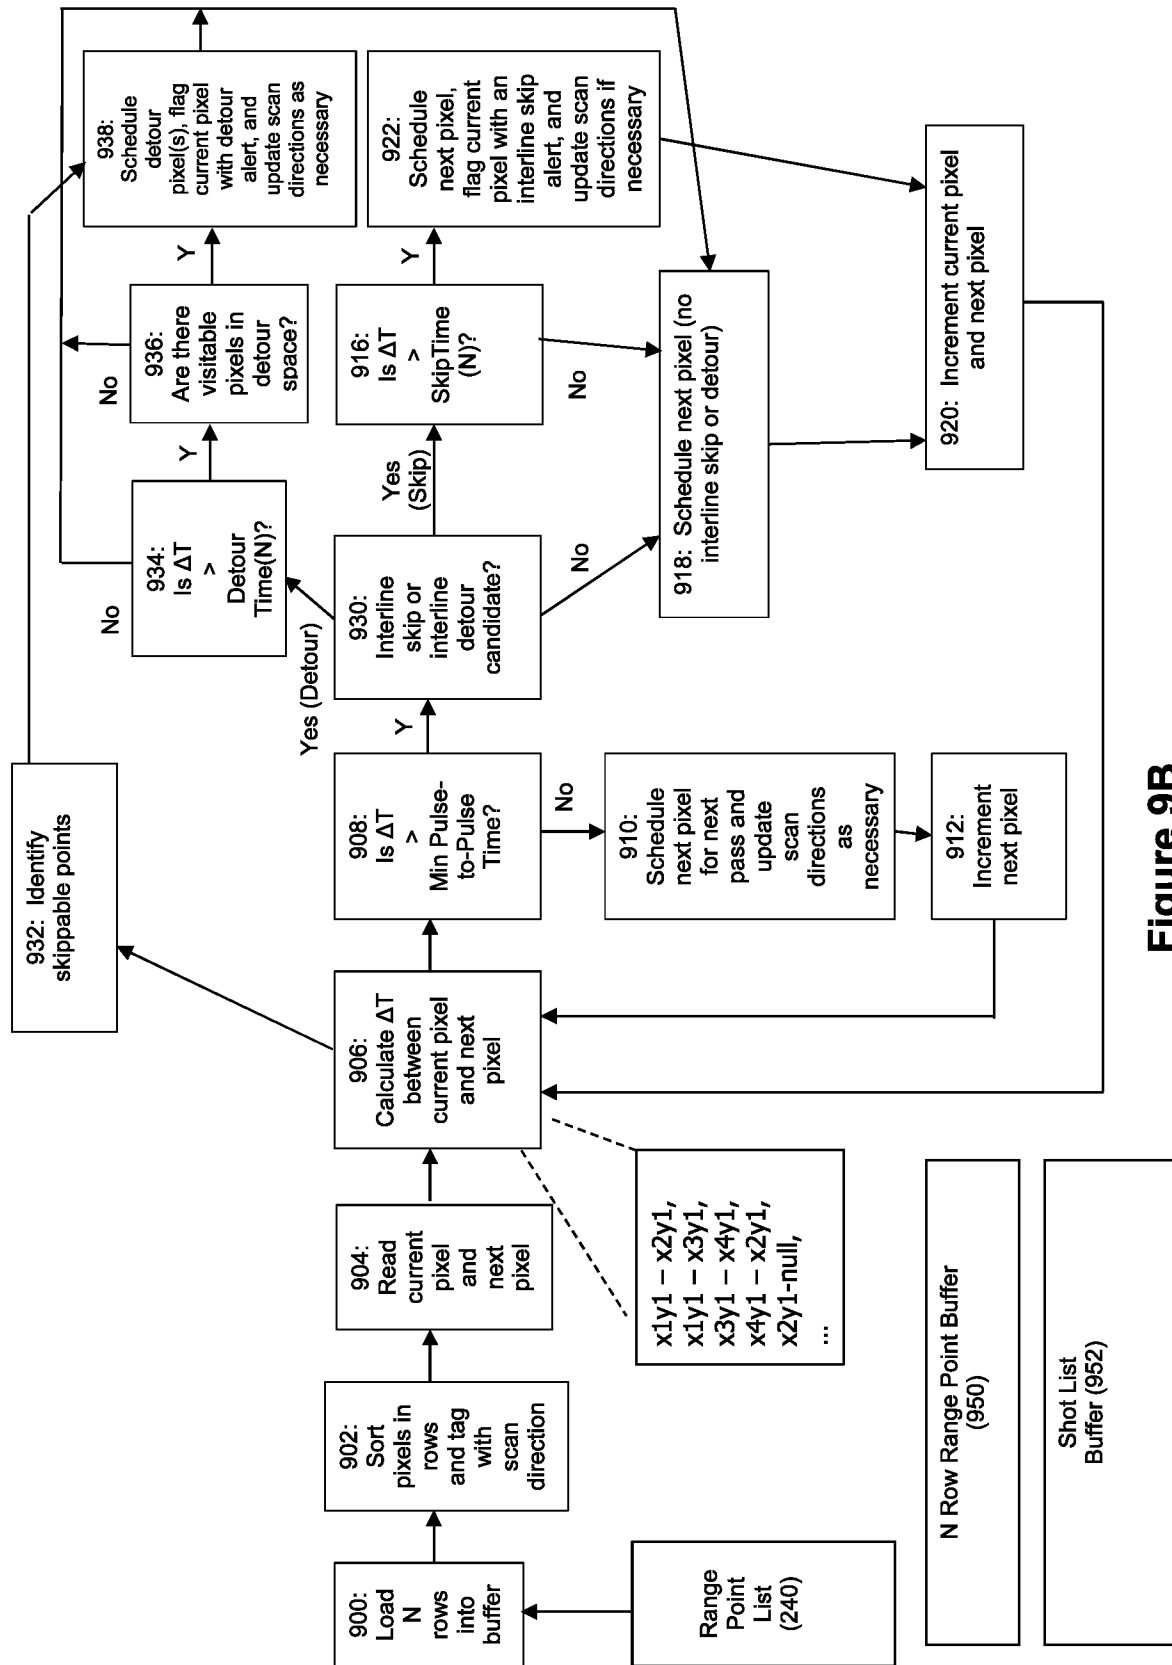 900:
Load
N
rows
into
buffer
Range
Point
List
(240)
902:
Sort
pixels in
rows
and tag
with
scan
direction
904:
Read
current
pixel
and
next
pixel
906:
Calculate ΔT
between
current pixel
and next
pixel
x1y1 – x2y1,
x1y1 – x3y1,
x3y1 – x4y1,
x4y1 – x2y1,
x2y1-null,
...
932: Identify
skippable points
908:
Is ΔT
>
Min Pulse-
to-Pulse
Time?
Y
No
910:
Schedule
next pixel
for next
pass and
update
scan
directions
as
necessary
912:
Increment
next pixel
930:
Interline
skip or
interline
detour
candidate?
Yes (Detour)
Yes
(Skip)
No
934:
Is ΔT
>
Detour
Time(N)?
No
Y
936:
Are there
visitable
pixels in
detour
space?
No
Y
938:
Schedule
detour
pixel(s), flag
current pixel
with detour
alert, and
update scan
directions as
necessary
916:
Is ΔT
>
SkipTime
(N)?
Y
No
922:
Schedule
next pixel,
flag current
pixel with an
interline skip
alert, and
update scan
directions if
necessary
918: Schedule next pixel (no
interline skip or detour)
920: Increment current pixel
and next pixel
N Row Range Point Buffer
(950)
Shot List
Buffer (952)
Figure 9B